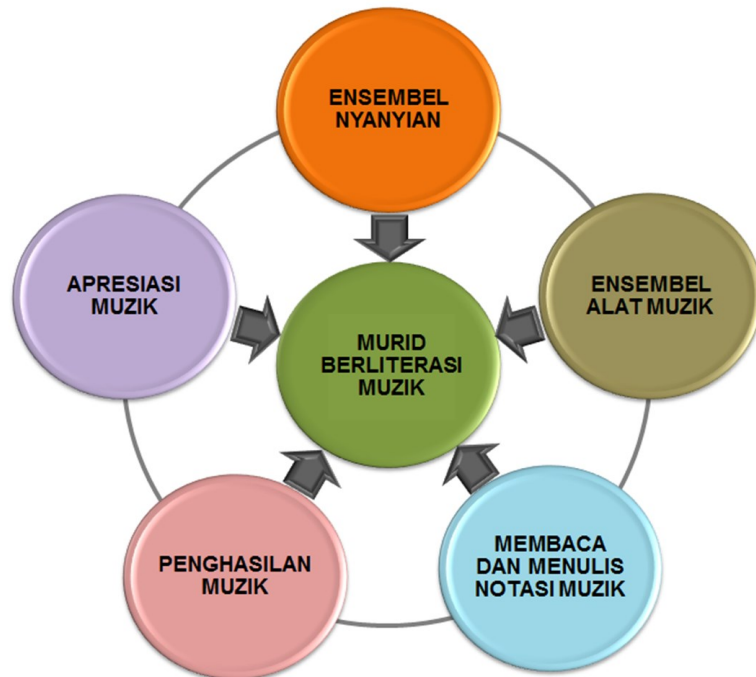 ENSEMBEL
NYANYIAN
ENSEMBEL
ALAT MUZIK
MEMBACA
DAN MENULIS
NOTASI MUZIK
PENGHASILAN
MUZIK
APRESIASI
MUZIK
MURID
BERLITERASI
MUZIK